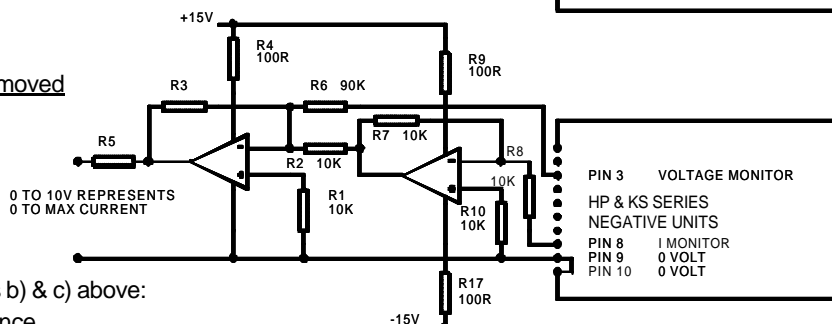 +15V
R4
100R
R9
100R
moved
R3
R6 90K
R5
R7 10K
R8
R2 10K
10K
PIN 3 VOLTAGE MONITOR
0 TO 10V REPRESENTS
0 TO MAX CURRENT
R1
10K
R10
10K
HP & KS SERIES
NEGATIVE UNITS
PIN 8 I MONITOR
PIN 9 0 VOLT
PIN 10 0 VOLT
b) & c) above:
R17
100R
-15V